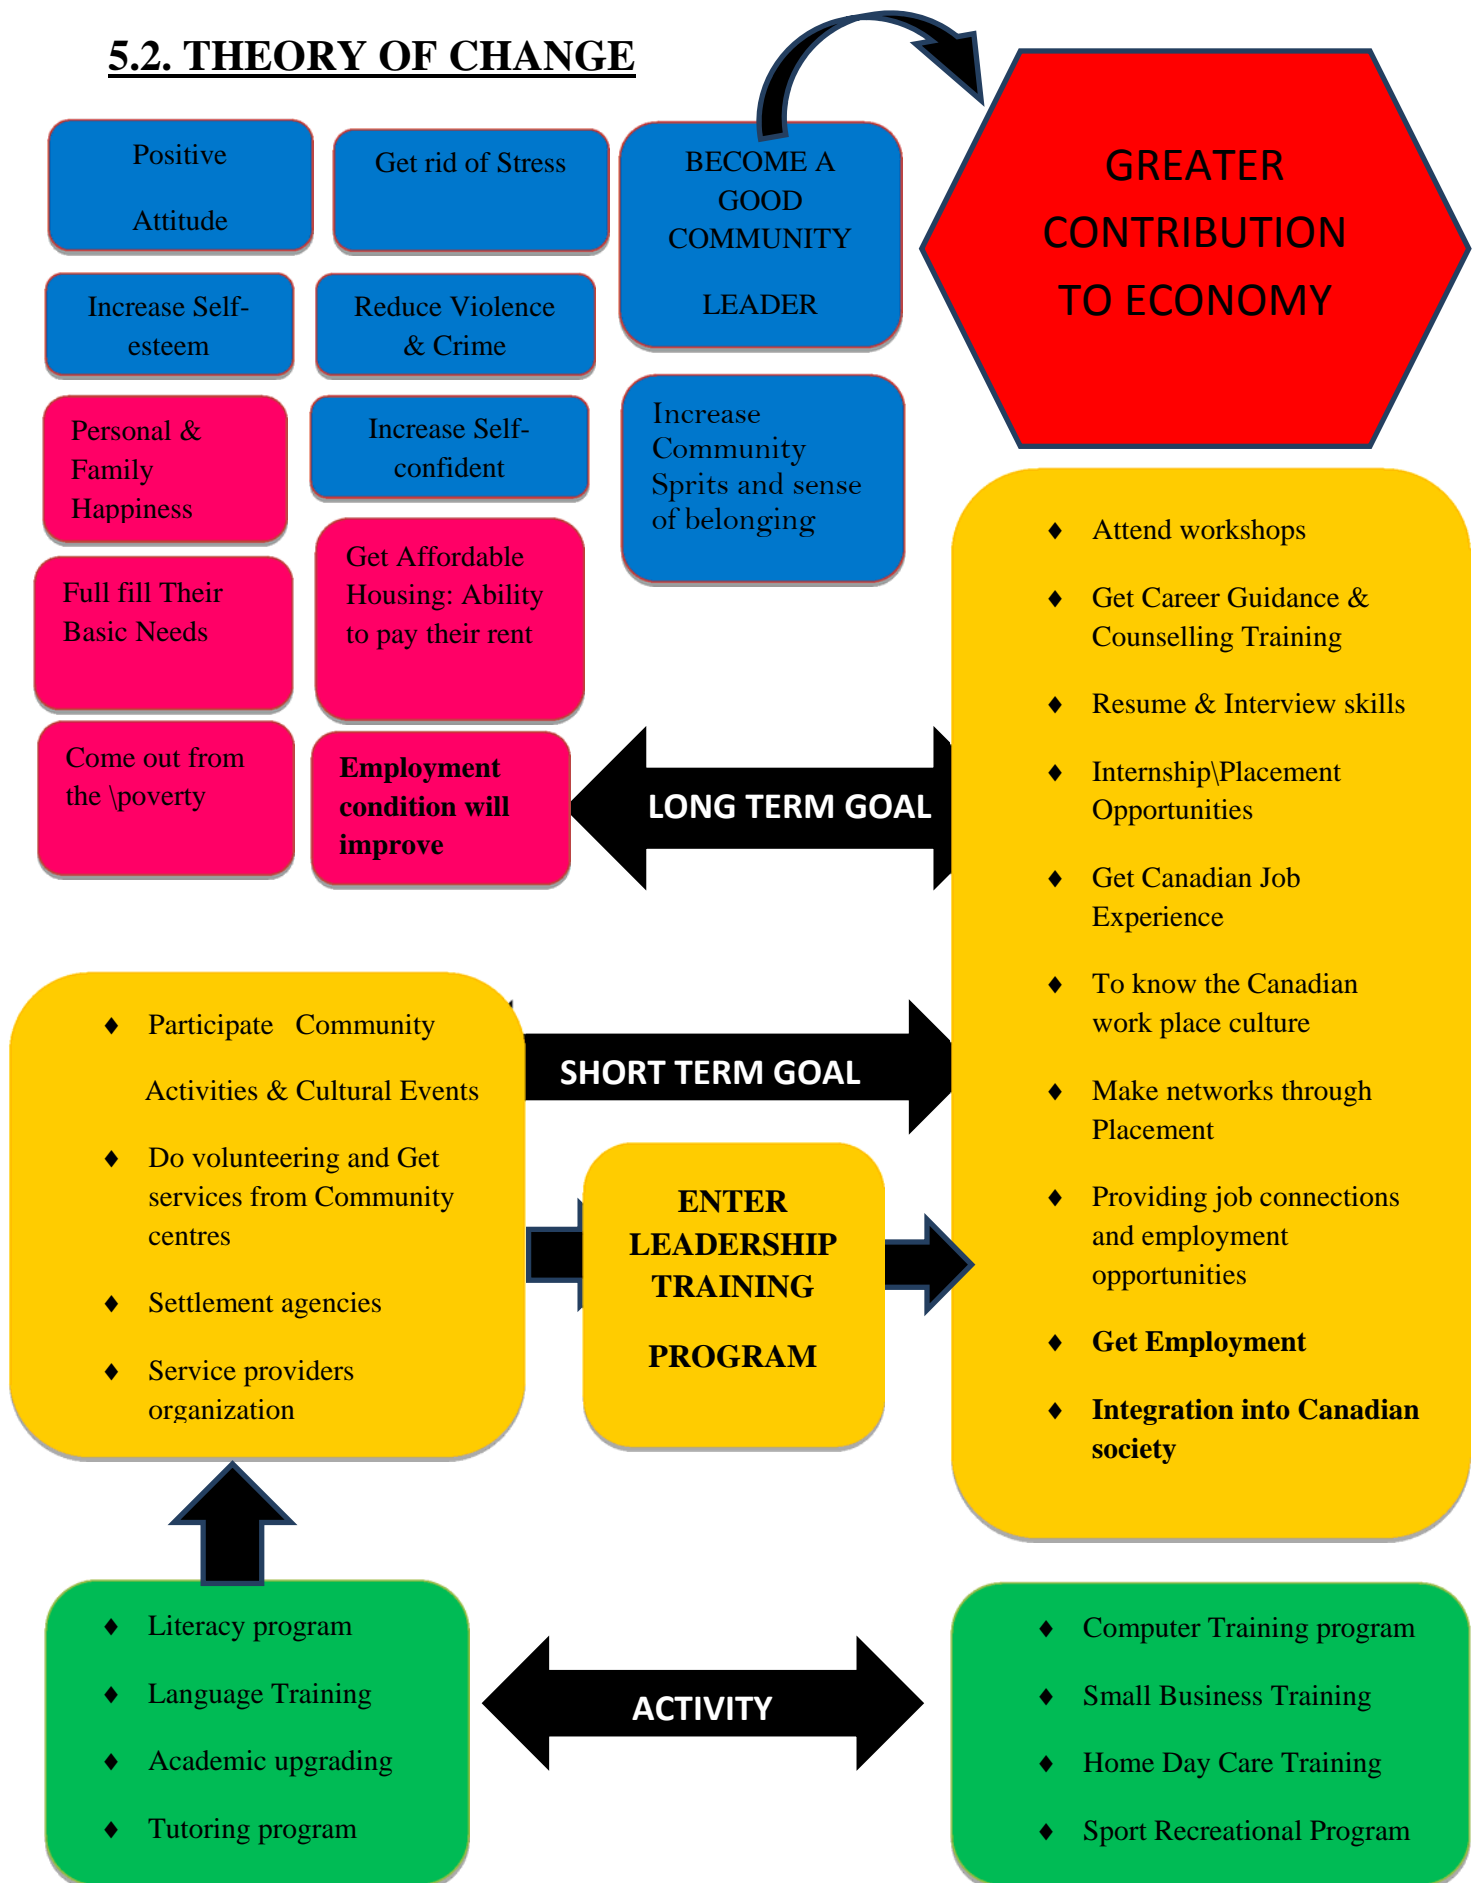 5.2. THEORY OF CHANGE
Positive
Attitude
Get rid of Stress
BECOME A
GOOD
COMMUNITY
LEADER
GREATER
CONTRIBUTION
TO ECONOMY
Increase Self-
esteem
Reduce Violence
& Crime
Personal &
Family
Happiness
Increase Self-
confident
Increase
Community
Sprits and sense
of belonging
Full fill Their
Basic Needs
Get Affordable
Housing: Ability
to pay their rent
Come out from
the \poverty
Employment
condition will
improve
LONG TERM GOAL
♦ Attend workshops
♦ Get Career Guidance &
Counselling Training
♦ Resume & Interview skills
♦ Internship\Placement
Opportunities
♦ Get Canadian Job
Experience
♦ To know the Canadian
work place culture
♦ Make networks through
Placement
♦ Providing job connections
and employment
opportunities
♦ Get Employment
♦ Integration into Canadian
society
♦ Participate Community
Activities & Cultural Events
♦ Do volunteering and Get
services from Community
centres
♦ Settlement agencies
♦ Service providers
organization
SHORT TERM GOAL
ENTER
LEADERSHIP
TRAINING
PROGRAM
♦ Literacy program
♦ Language Training
♦ Academic upgrading
♦ Tutoring program
ACTIVITY
♦ Computer Training program
♦ Small Business Training
♦ Home Day Care Training
♦ Sport Recreational Program